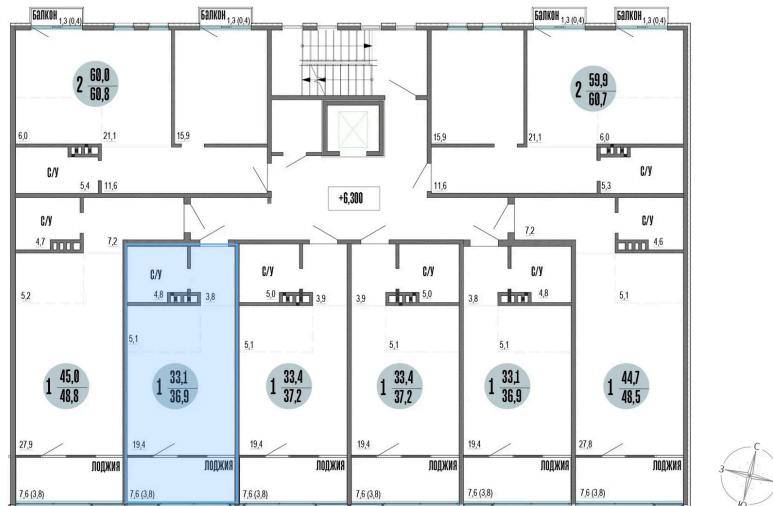 БАЛКОН 1,3 (0,4)
БАЛКОН 1,3 (0,4)
БАЛКОН 1,3 (0,4)
БАЛКОН 1,3 (0,4)
2 60,0
60,8
2 59,9
60,7
6,0 21,1 15,9
15,9 21,1 6,0
С/У 5,4 11,6
11,6 5,3 С/У
+6,300
С/У 4,7 7,2
7,2 С/У 4,6
С/У 4,8 3,8
С/У 5,0 3,9
3,9 С/У 5,0
3,8 С/У 4,8
5,2
5,1
5,1
5,1
5,1
5,1
1 45,0
48,8
1 33,1
36,9
1 33,4
37,2
1 33,4
37,2
1 33,1
36,9
1 44,7
48,5
27,9
19,4
19,4
19,4
19,4
27,8
ЛОДЖИЯ
ЛОДЖИЯ
ЛОДЖИЯ
ЛОДЖИЯ
ЛОДЖИЯ
ЛОДЖИЯ
7,6 (3,8)
7,6 (3,8)
7,6 (3,8)
7,6 (3,8)
7,6 (3,8)
7,6 (3,8)
С
З
В
Ю